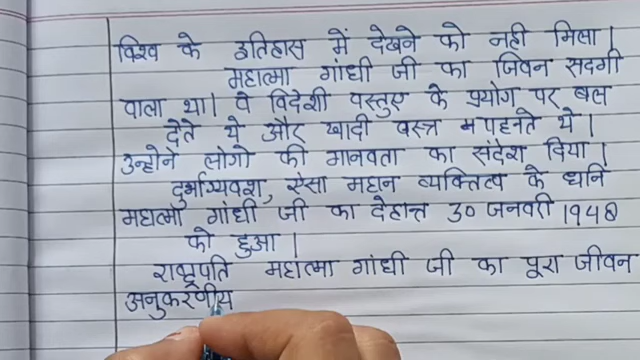 विश्व के इतिहास में देखने को नही मिला |
महात्मा गांधी जी का जिवन सदगी
वाला था| वे विदेशी वस्तुए के प्रयोग पर बल
देते थे और खादी वस्त्र पहनते थे |
उन्होने लोगो की मानवता का संदेश दिया |
दुर्भाग्यवश, ऐसा महान व्यक्तित्व के धनि
महात्मा गांधी जी का देहान्त 30 जनवरी 1948
को हुआ |
राष्ट्रपति महात्मा गांधी जी का पूरा जीवन
अनुकरणीय